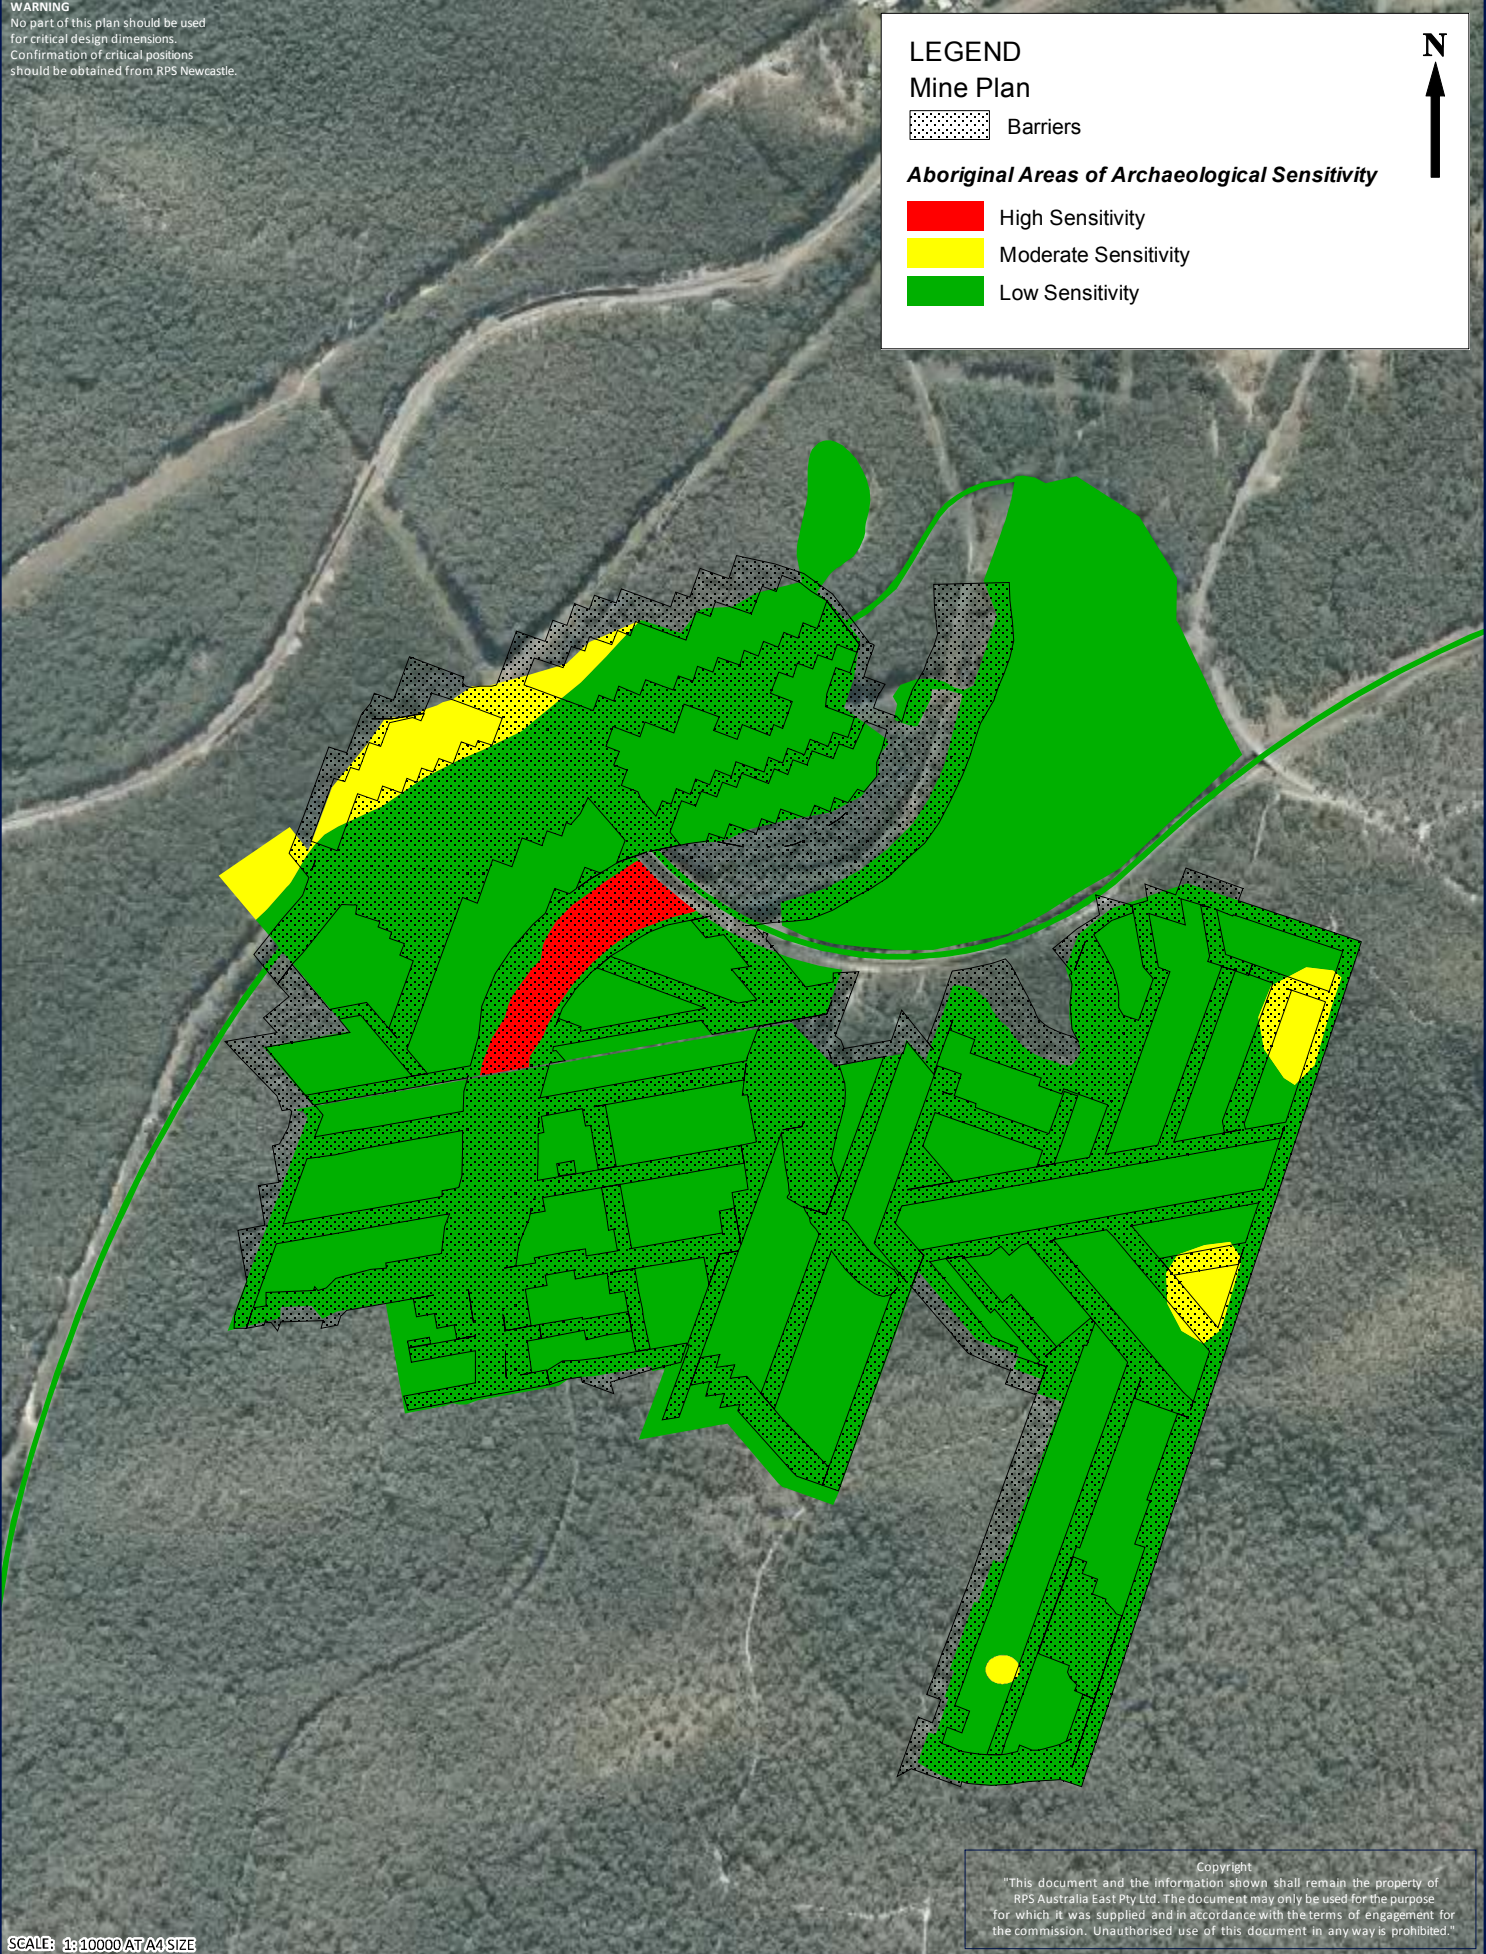 WARNING
No part of this plan should be used
for critical design dimensions.
Confirmation of critical positions
should be obtained from RPS Newcastle.
LEGEND
N
Mine Plan
Barriers
Aboriginal Areas of Archaeological Sensitivity
High Sensitivity
Moderate Sensitivity
Low Sensitivity
Copyright
"This document and the information shown shall remain the property of
RPS Australia East Pty Ltd. The document may only be used for the purpose
for which it was supplied and in accordance with the terms of engagement for
the commission. Unauthorised use of this document in any way is prohibited."
SCALE: 1: 10000 AT A4 SIZE